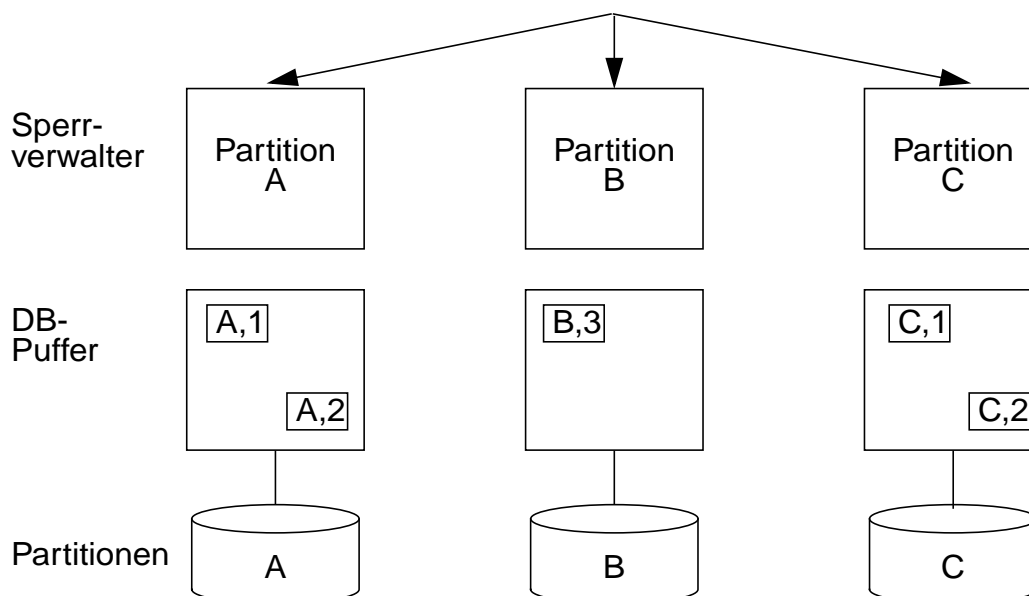 Sperr-
verwalter
Partition
A
Partition
B
Partition
C
DB-
Puffer
A,1
A,2
B,3
C,1
C,2
Partitionen
A
B
C